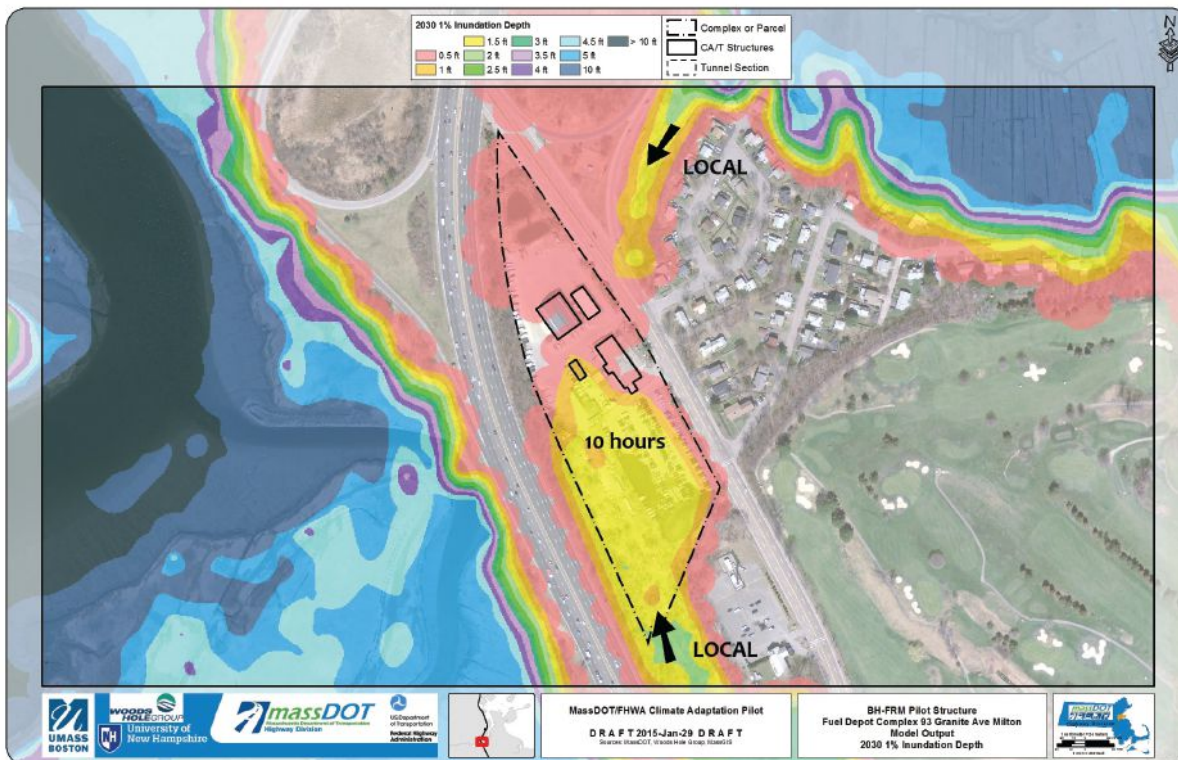 2030 1% Inundation Depth
0.5 ft
1 ft
1.5 ft
2 ft
2.5 ft
3 ft
3.5 ft
4 ft
4.5 ft
5 ft
10 ft
> 10 ft
Complex or Parcel
CA/T Structures
Tunnel Section
N
LOCAL
10 hours
LOCAL
UMASS
BOSTON
WOODS
HOLE GROUP
NH
University of
New Hampshire
massDOT
Massachusetts Department of Transportation
Highway Division
US Department
of Transportation
Federal Highway
Administration
MassDOT/FHWA Climate Adaptation Pilot
D R A F T 2015-Jan-29 D R A F T
Sources: MassDOT, Woods Hole Group, MassGIS
BH-FRM Pilot Structure
Fuel Depot Complex 93 Granite Ave Milton
Model Output
2030 1% Inundation Depth
massDOT